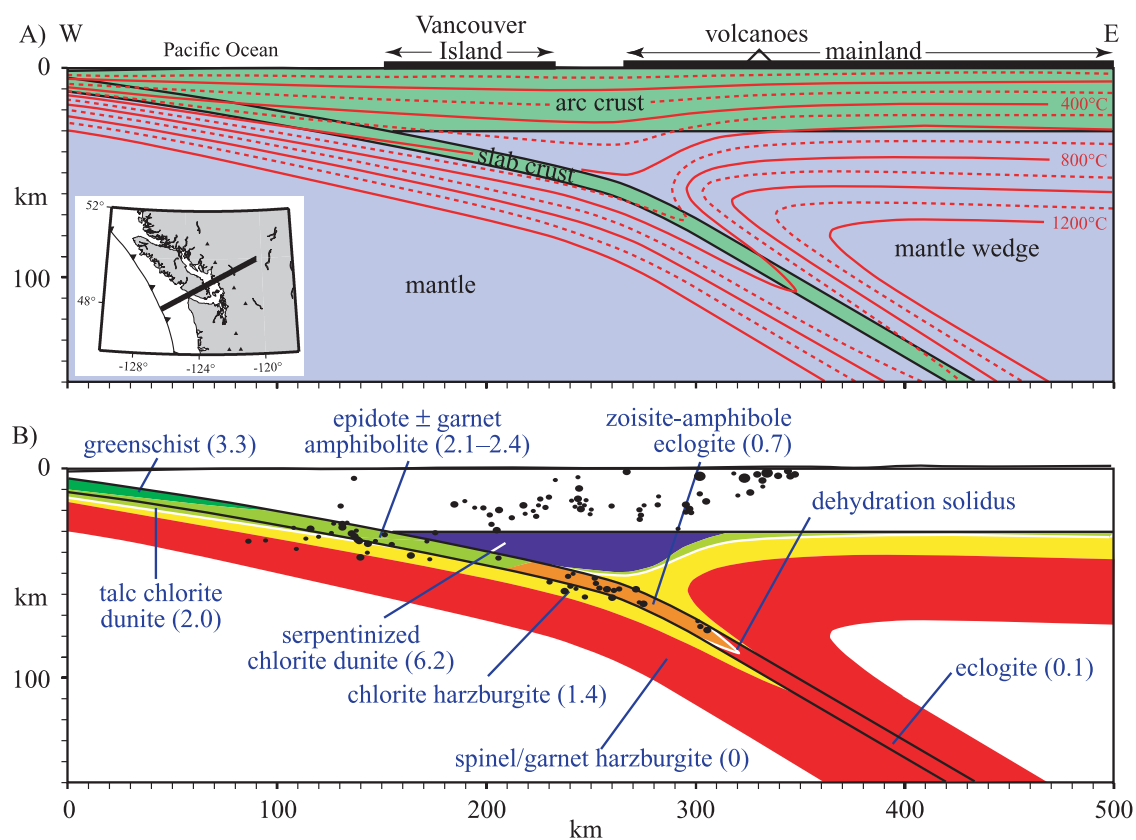 A) W
Pacific Ocean
Vancouver
Island
volcanoes
mainland
E
0
arc crust
400°C
slab crust
800°C
km
52°
1200°C
mantle wedge
100
mantle
48°
-128°
-124°
-120°
B)
greenschist (3.3)
epidote ± garnet
amphibolite (2.1–2.4)
zoisite-amphibole
eclogite (0.7)
0
dehydration solidus
km
talc chlorite
dunite (2.0)
serpentinized
chlorite dunite (6.2)
chlorite harzburgite (1.4)
eclogite (0.1)
100
spinel/garnet harzburgite (0)
0
100
200
300
400
500
km